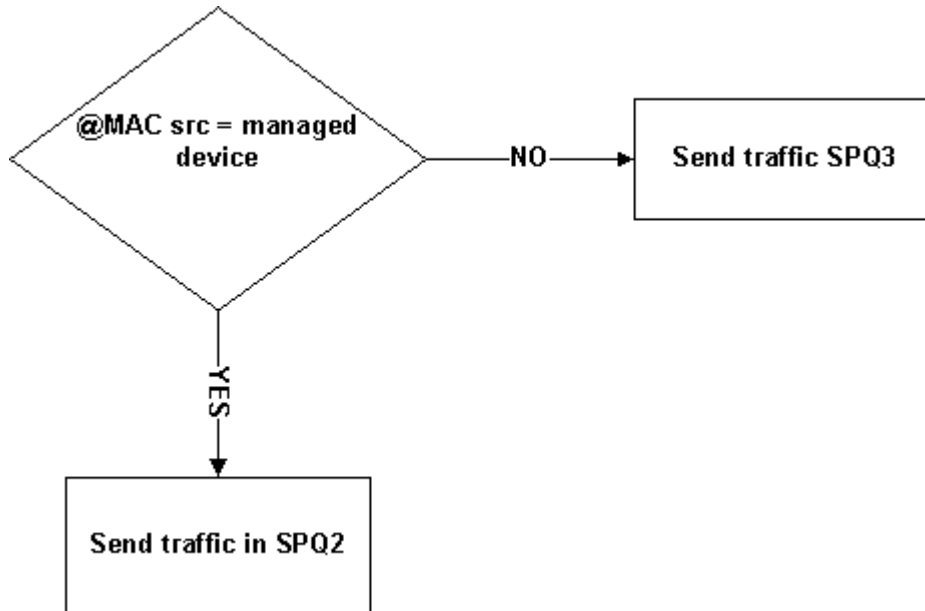 @MAC src = managed
device
NO
Send traffic SPQ3
YES
Send traffic in SPQ2